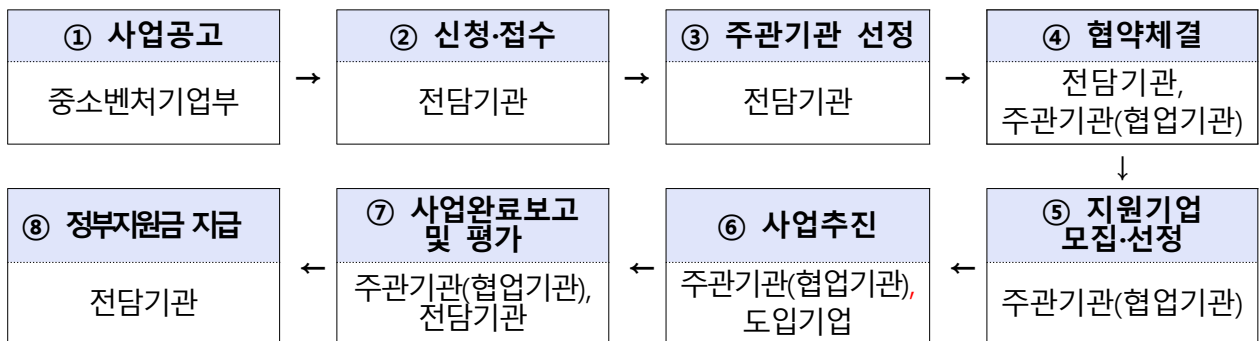 ① 사업공고
중소벤처기업부
→
② 신청·접수
전담기관
→
③ 주관기관 선정
전담기관
→
④ 협약체결
전담기관,
주관기관(협업기관)
↓
⑤ 지원기업
모집·선정
주관기관(협업기관)
←
⑥ 사업추진
주관기관(협업기관),
도입기업
←
⑦ 사업완료보고
및 평가
주관기관(협업기관),
전담기관
←
⑧ 정부지원금 지급
전담기관